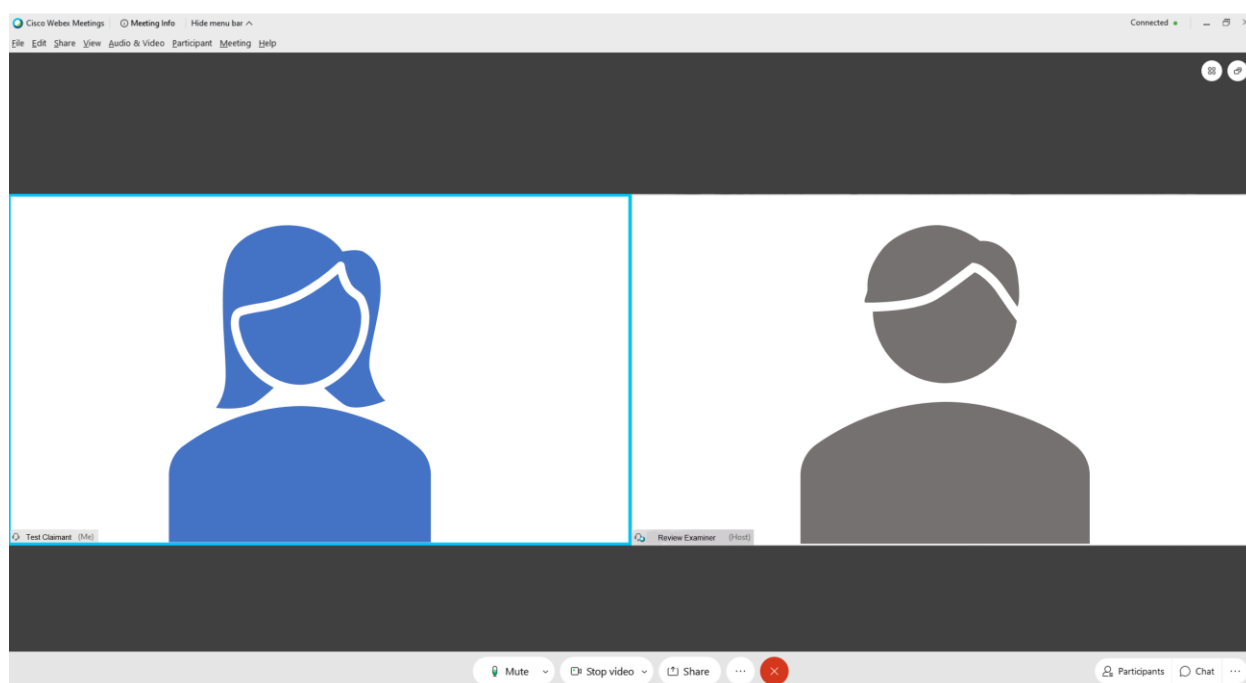 Cisco Webex Meetings Meeting Info Hide menu bar Connected
File Edit Share View Audio & Video Participant Meeting Help
Test Claimant (Me) Review Examiner (Host)
Mute Stop video Share Participants Chat